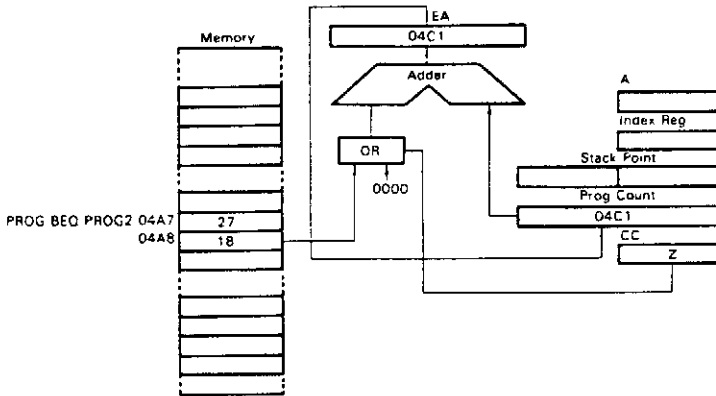 EA
Memory
04C1
Adder
A
Index Reg
OR
Stack Point
0000
Prog Count
PROG BEQ PROG2 04A7
27
04C1
04A8
18
CC
Z